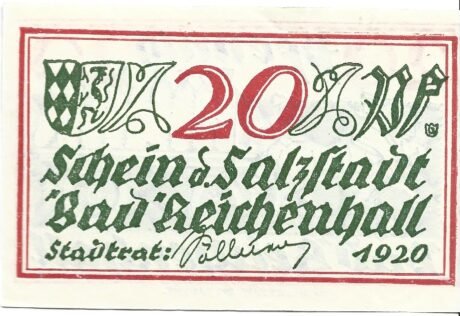 20 Pf
Schein d. Salzstadt
"Bad" Reichenhall
Stadtrat: 1920